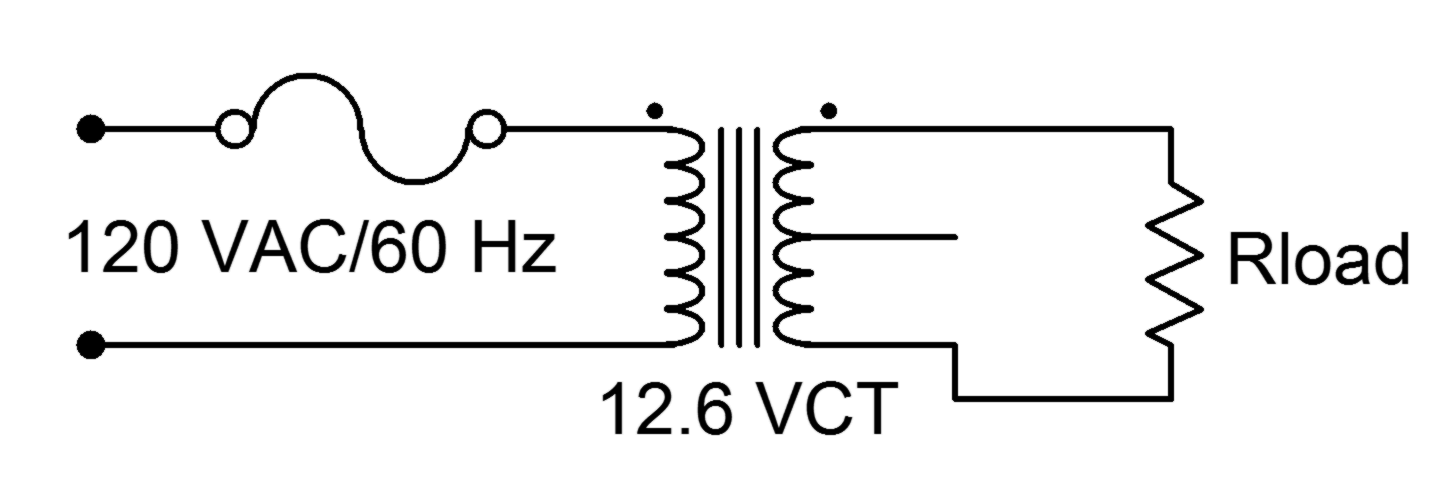 120 VAC/60 Hz
Rload
12.6 VCT